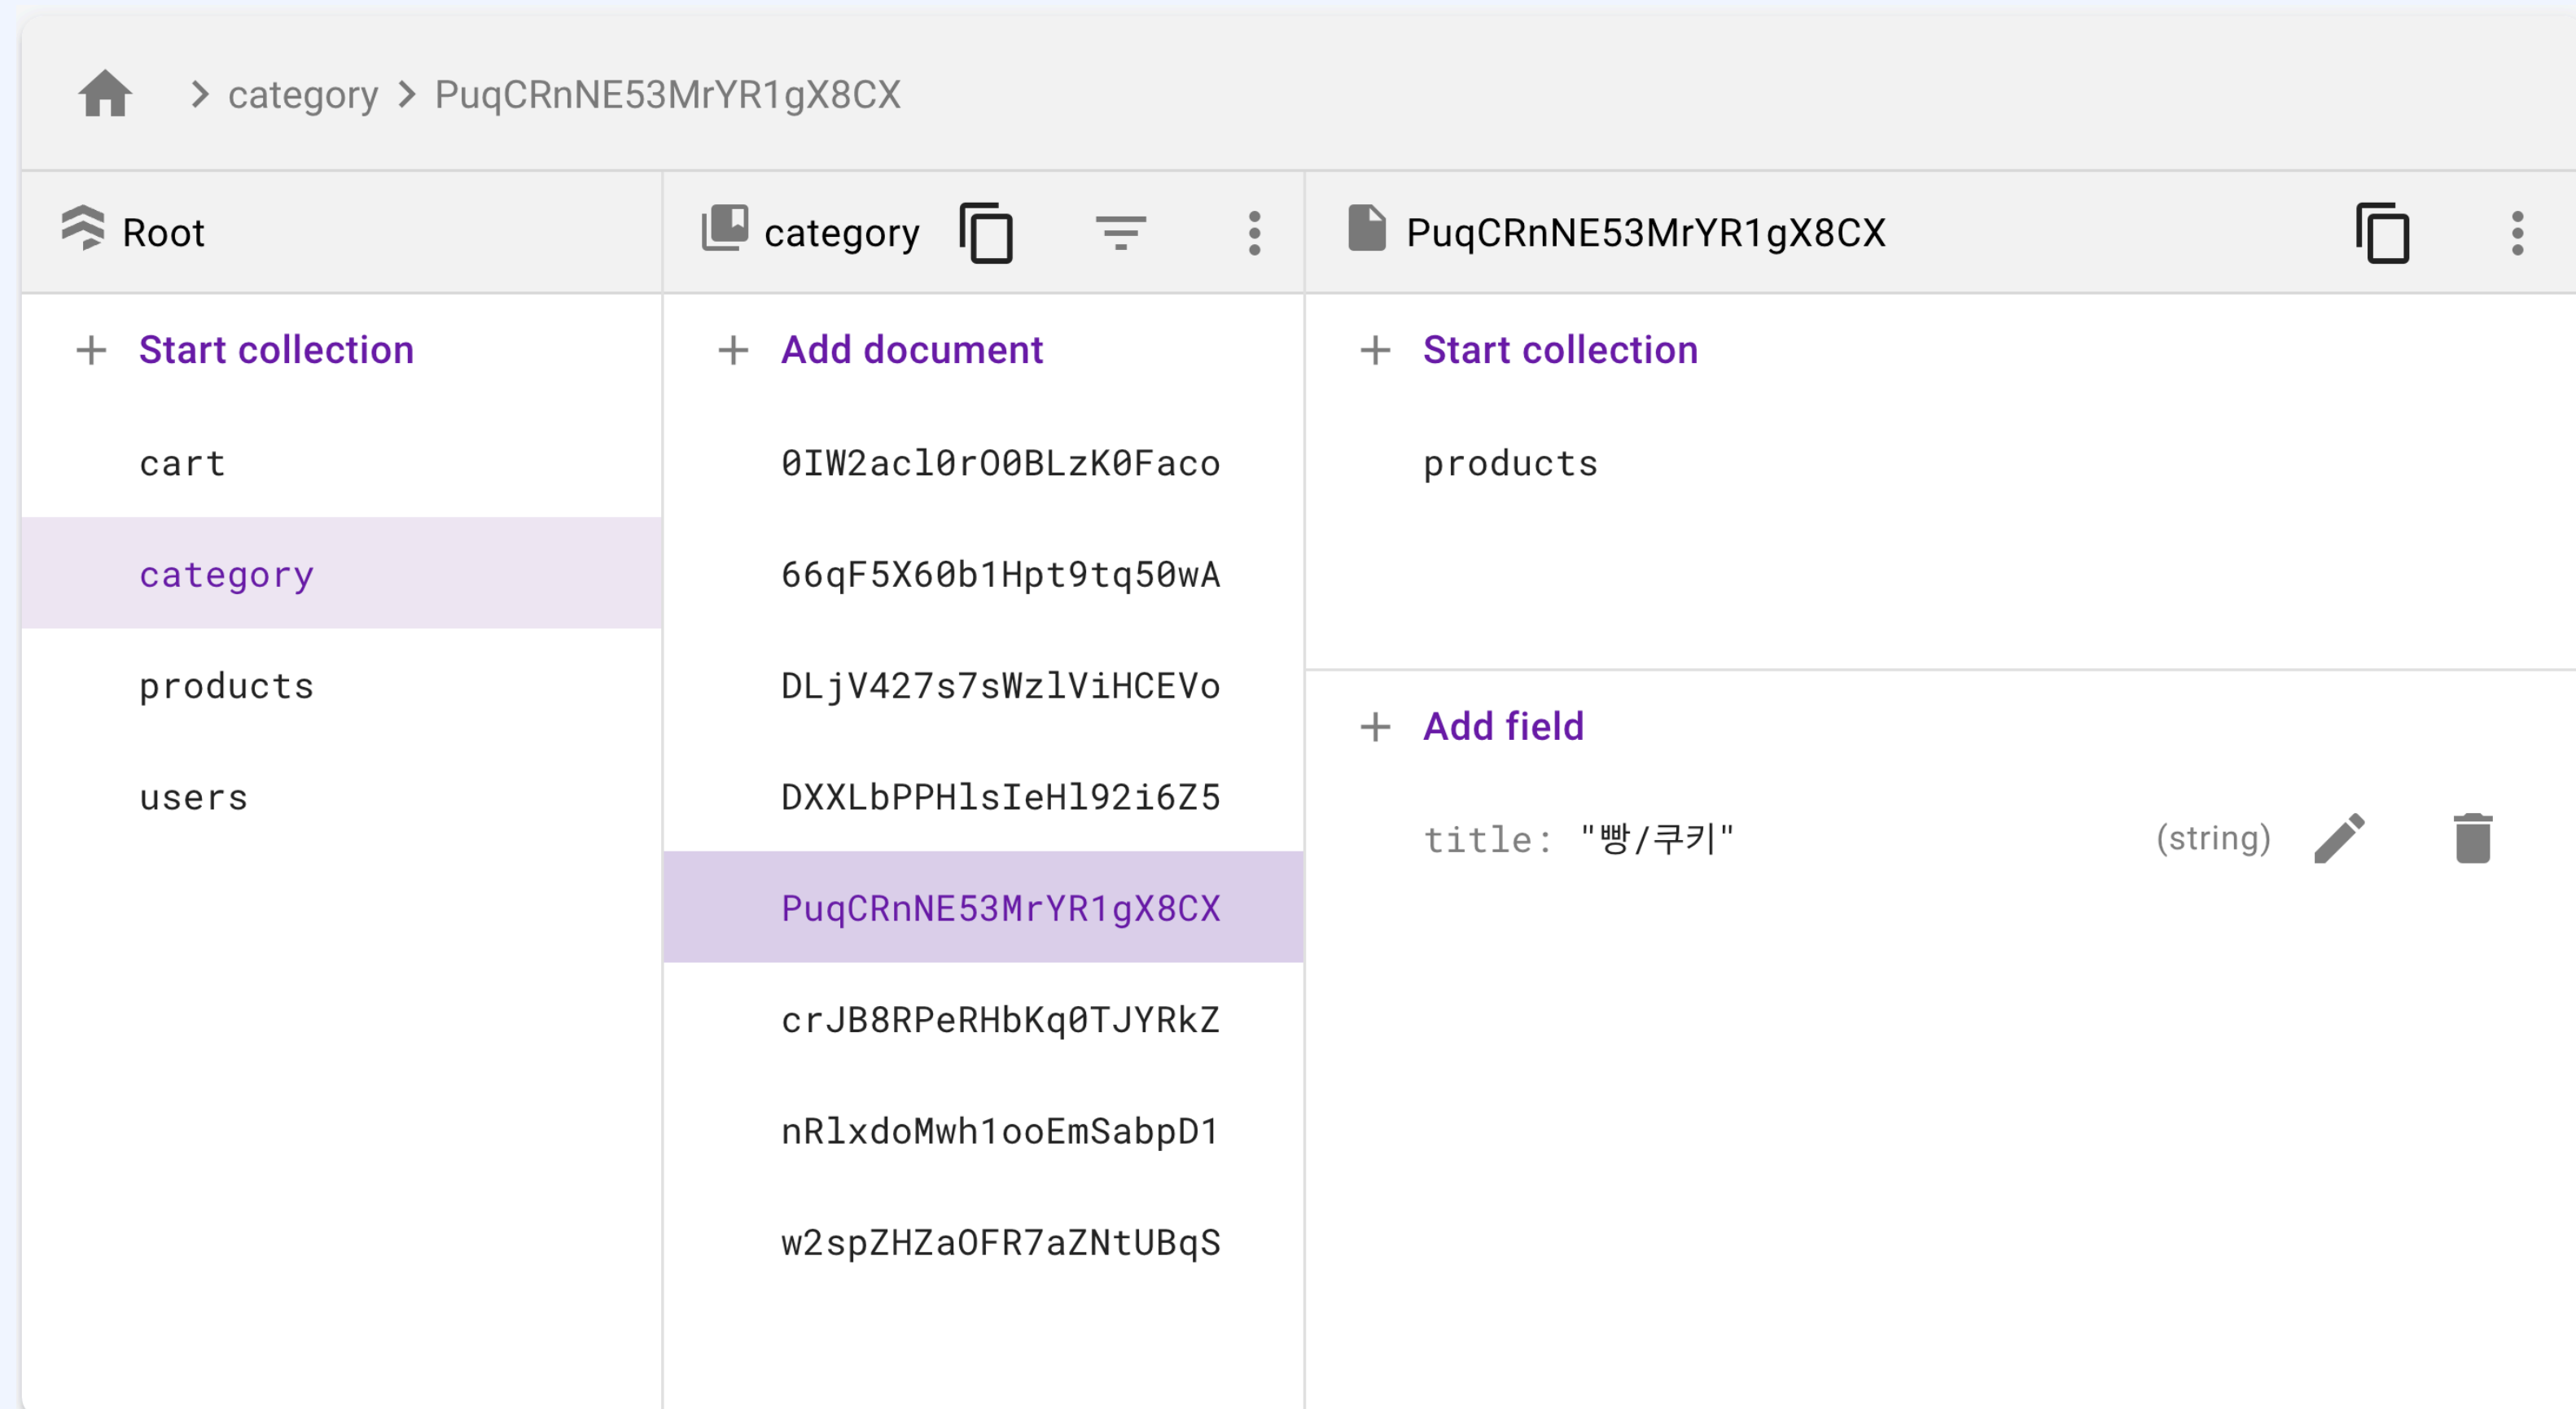 category PuqCRnNE53MrYR1gX8CX
Root
Start collection
cart
category
products
users
category
Add document
0IW2acl0rO0BLzK0Faco
66qF5X60b1Hpt9tq50wA
DLjV427s7sWzlViHCEVo
DXXLbPPHlsIeHl92i6Z5
PuqCRnNE53MrYR1gX8CX
crJB8RPeRHbKq0TJYRkZ
nRlxdoMwh1ooEmSabpD1
w2spZHZaOFR7aZNtUBqS
PuqCRnNE53MrYR1gX8CX
Start collection
products
Add field
title: "빵/쿠키" (string)